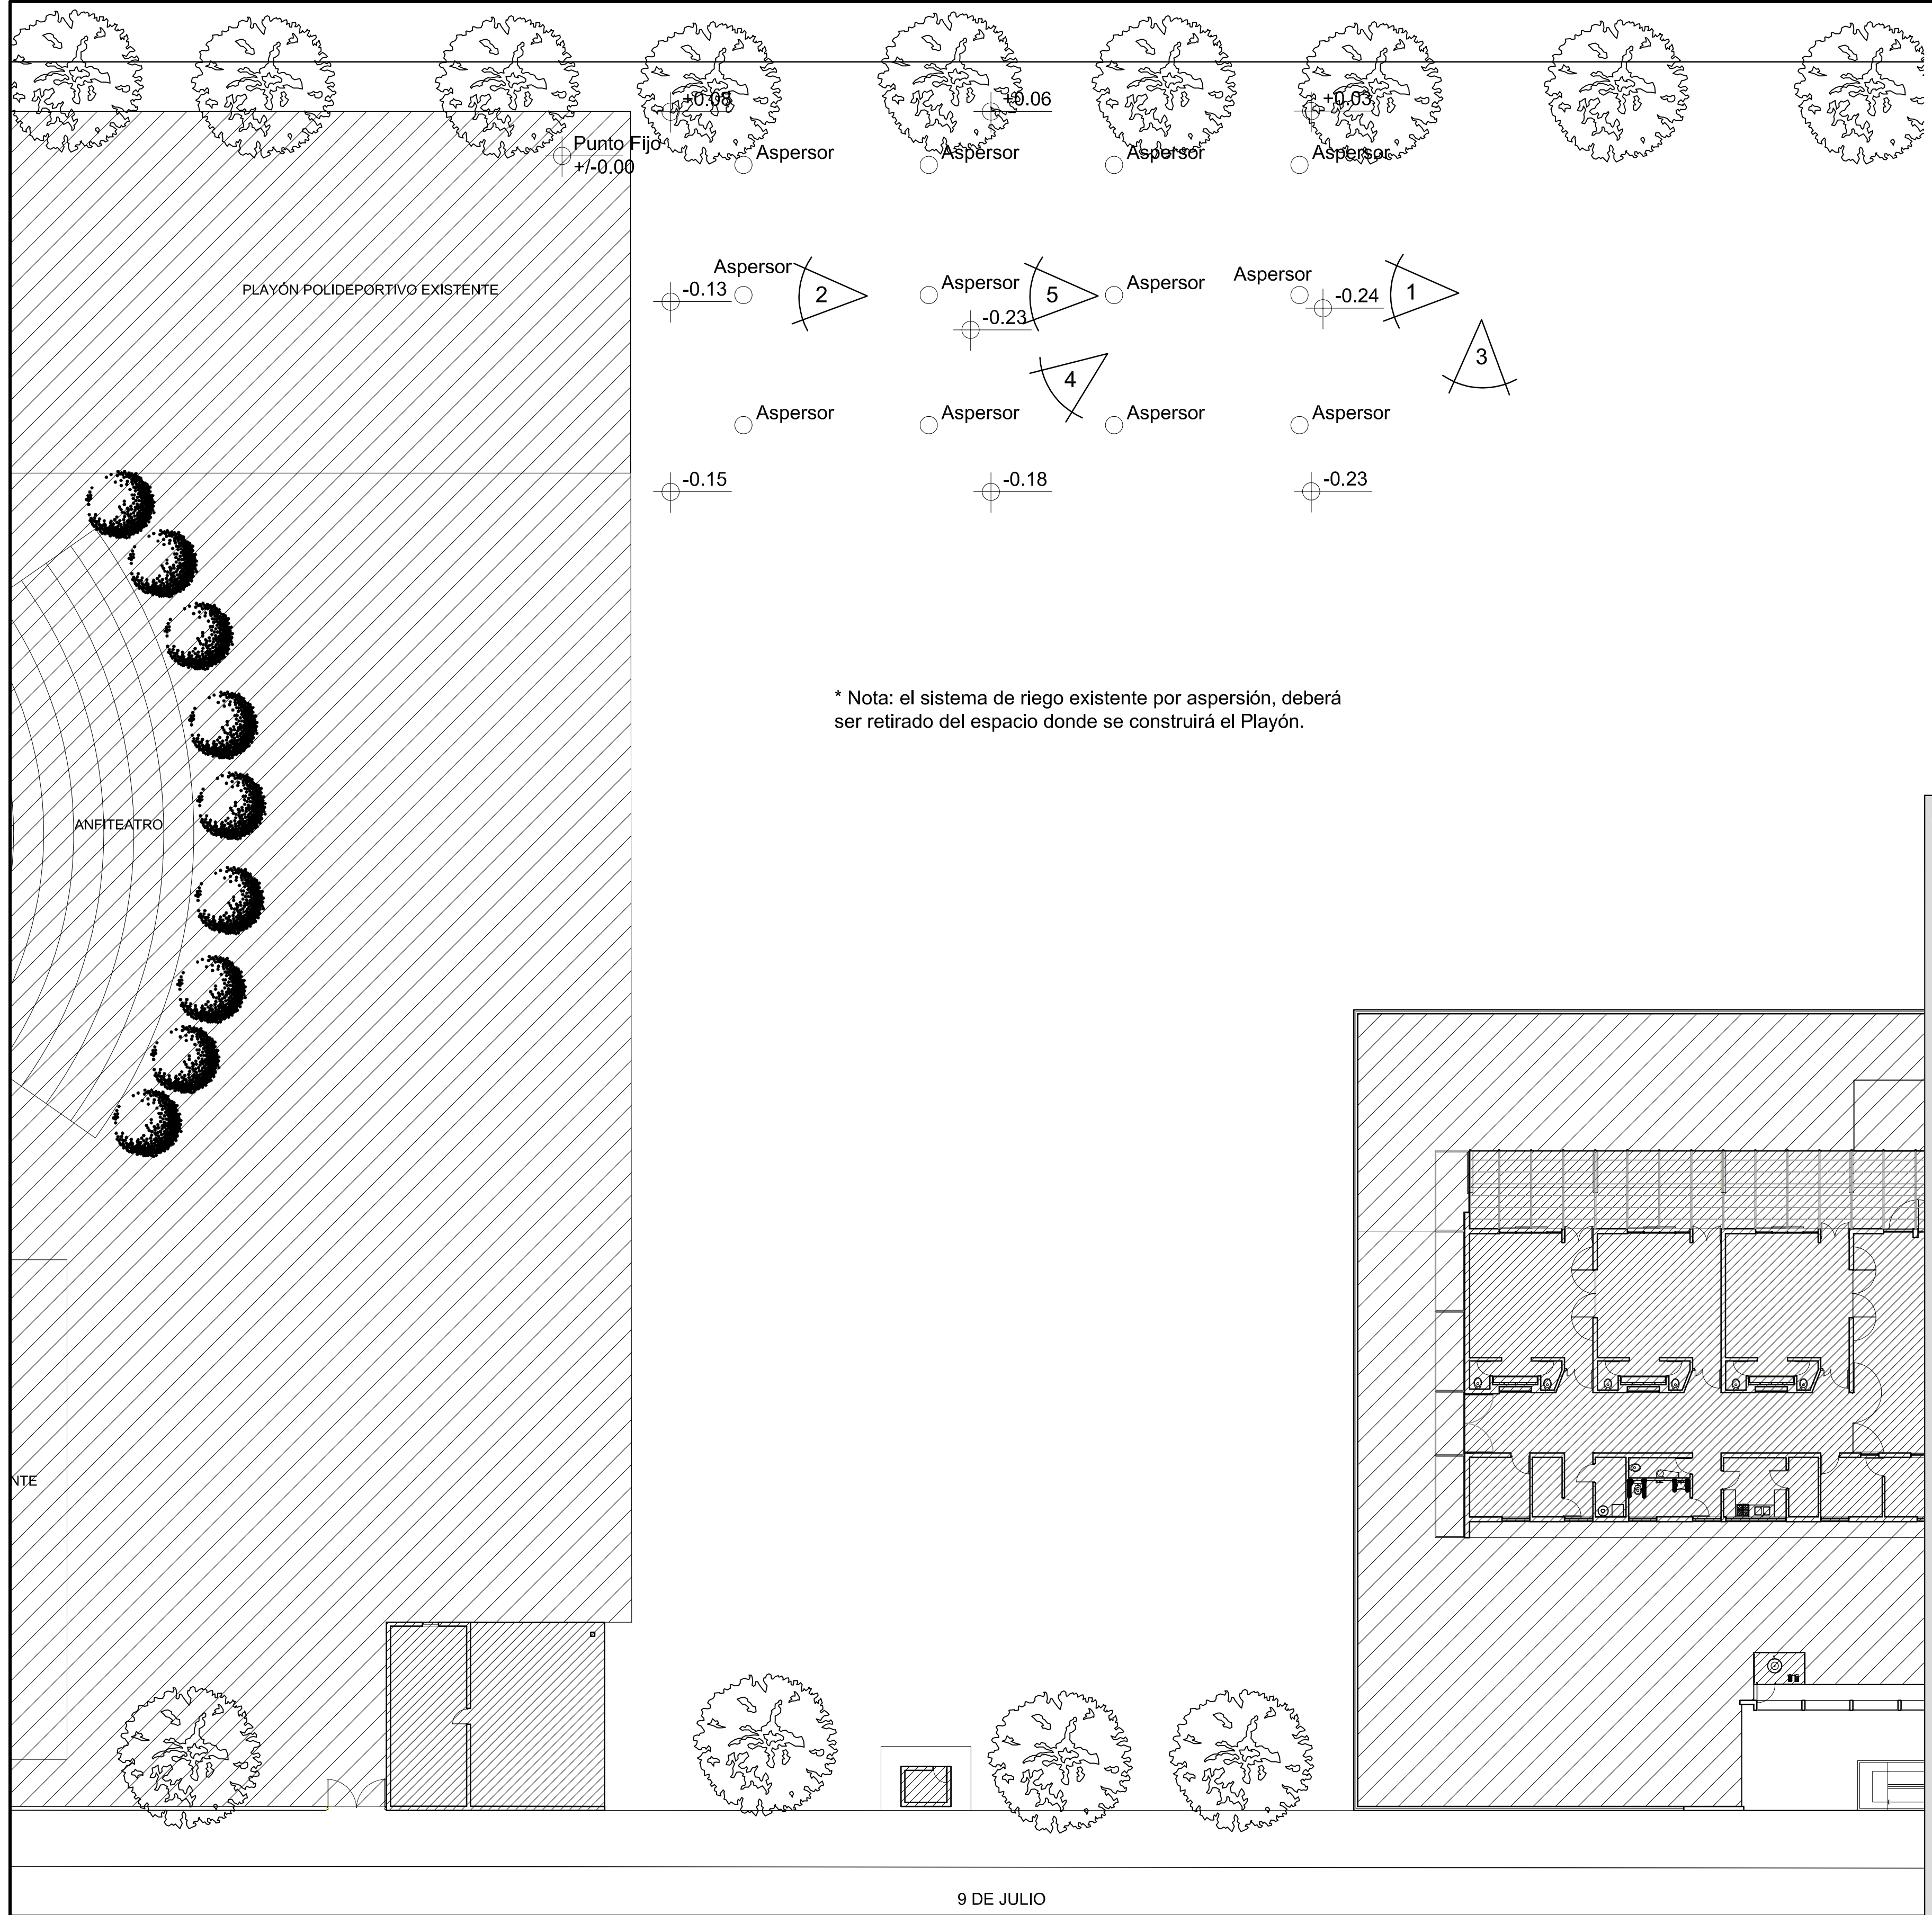 +0.08
+0.06
+0.03
Punto Fijo
+/-0.00
Aspersor
Aspersor
Aspersor
Aspersor
PLAYÓN POLIDEPORTIVO EXISTENTE
Aspersor
Aspersor
Aspersor
Aspersor
-0.13
2
5
-0.24
1
-0.23
3
4
Aspersor
Aspersor
Aspersor
Aspersor
-0.15
-0.18
-0.23
* Nota: el sistema de riego existente por aspersión, deberá
ser retirado del espacio donde se construirá el Playón.
ANFITEATRO
NTE
9 DE JULIO